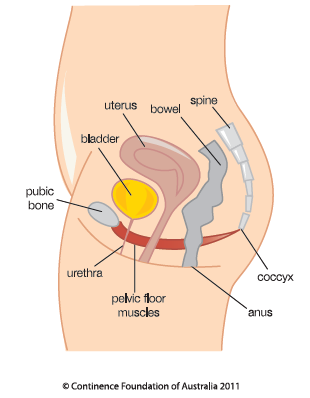 uterus
bowel
spine
bladder
pubic
bone
urethra
pelvic floor
muscles
coccyx
anus
© Continence Foundation of Australia 2011